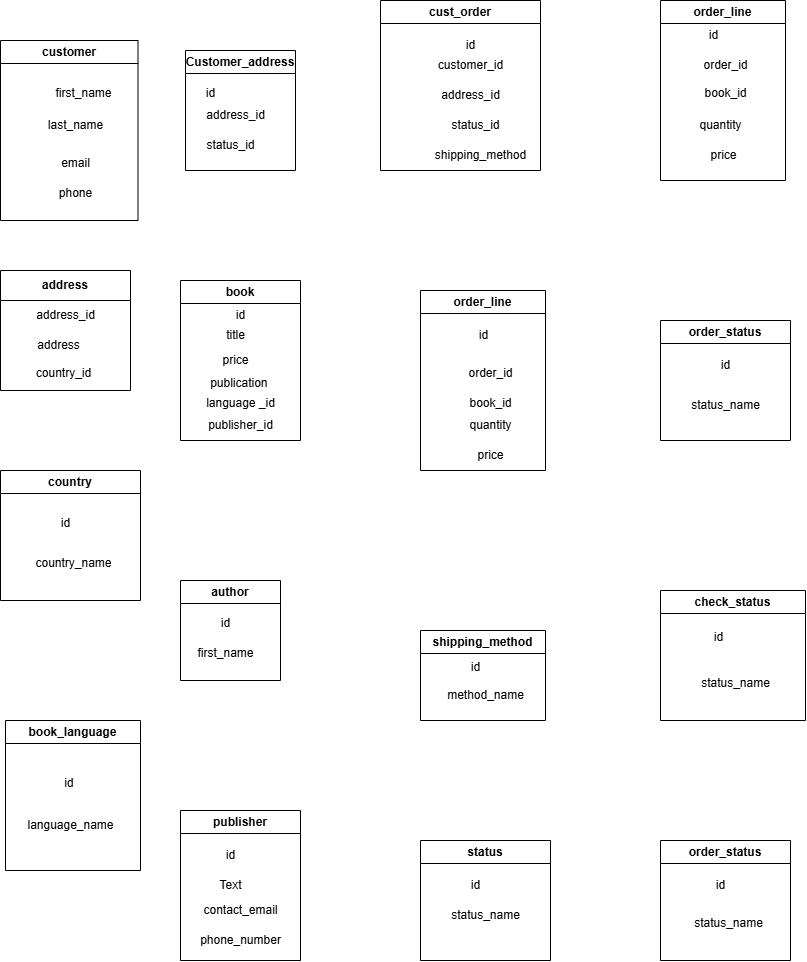 customer
first_name
last_name
email
phone
Customer_address
id
address_id
status_id
cust_order
id
customer_id
address_id
status_id
shipping_method
order_line
id
order_id
book_id
quantity
price
address
address_id
address
country_id
book
id
title
price
publication
language _id
publisher_id
order_line
id
order_id
book_id
quantity
price
order_status
id
status_name
country
id
country_name
author
id
first_name
shipping_method
id
method_name
check_status
id
status_name
book_language
id
language_name
publisher
id
Text
contact_email
phone_number
status
id
status_name
order_status
id
status_name